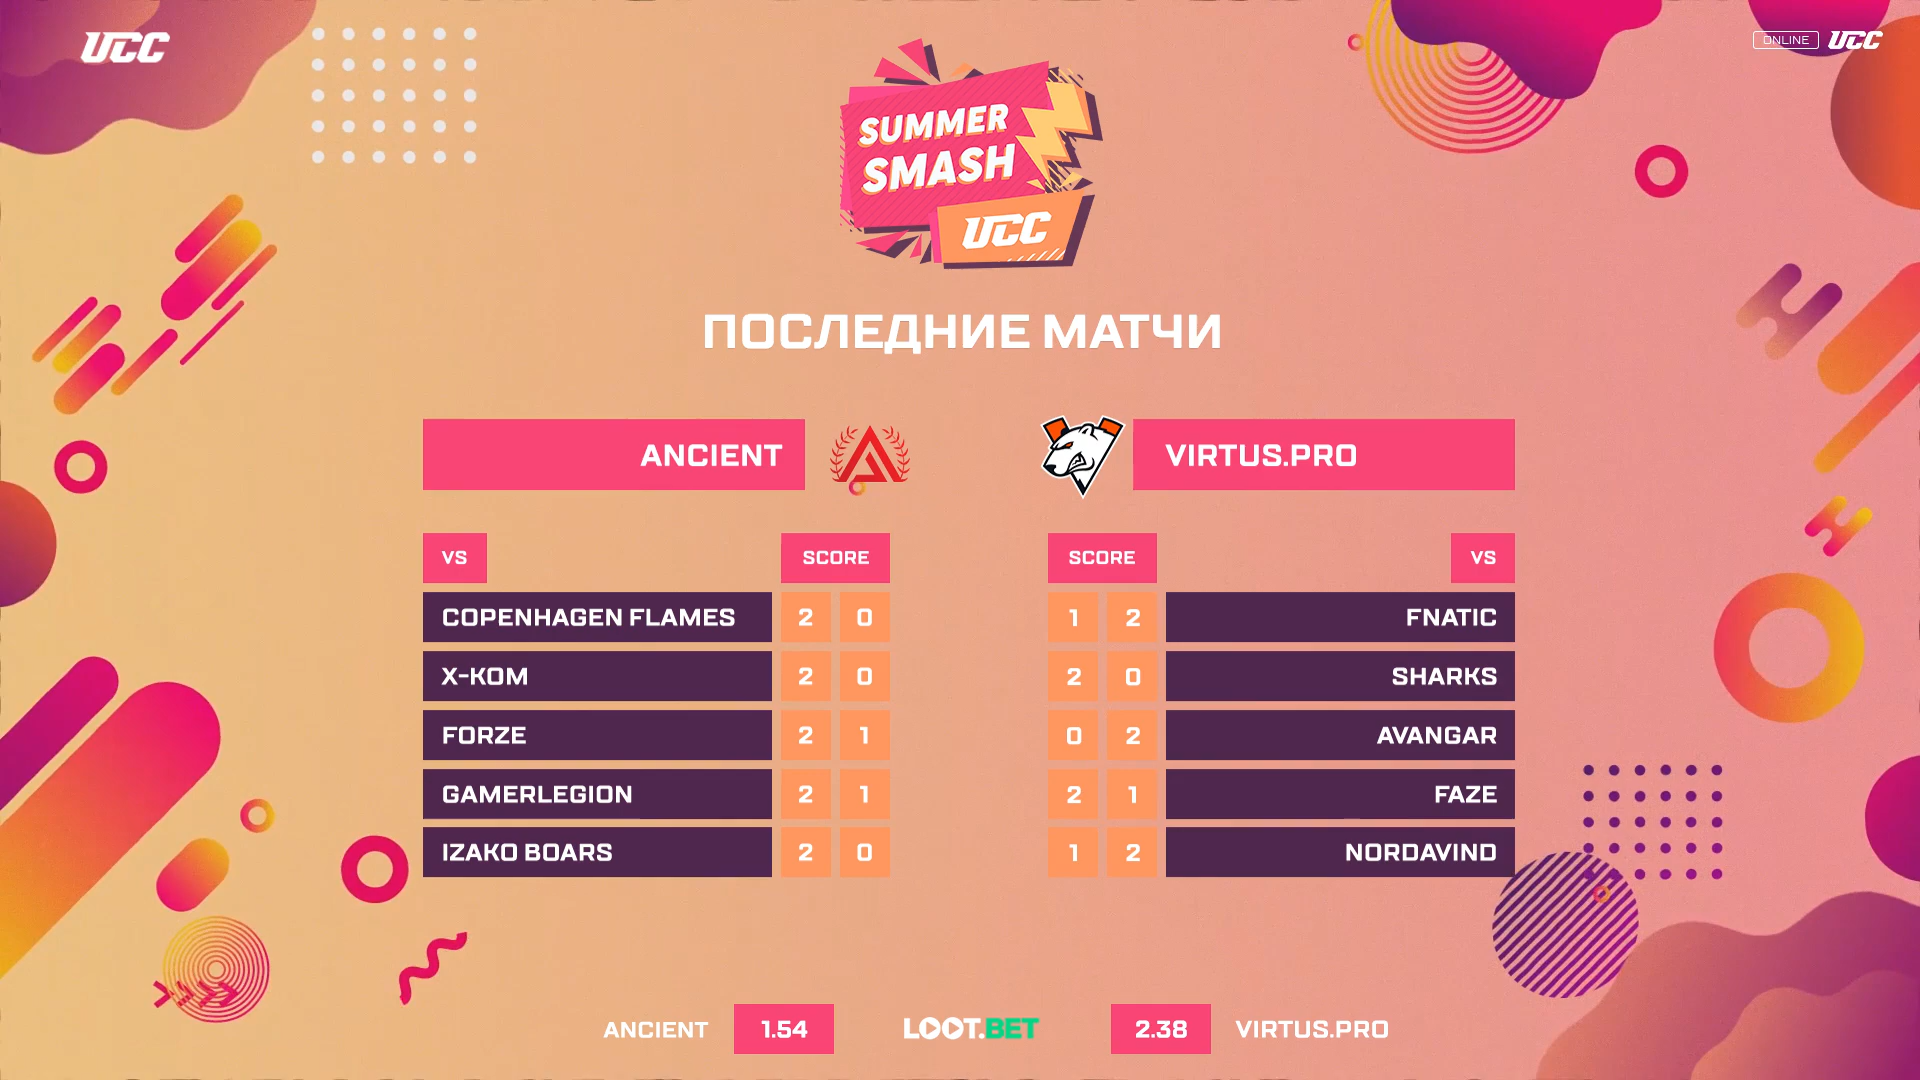 UCC
ONLINE UCC
SUMMER
SMASH
UCC
ПОСЛЕДНИЕ МАТЧИ
ANCIENT
VIRTUS.PRO
VS SCORE
SCORE VS
COPENHAGEN FLAMES 2 0
1 2 FNATIC
X-KOM 2 0
2 0 SHARKS
FORZE 2 1
0 2 AVANGAR
GAMERLEGION 2 1
2 1 FAZE
IZAKO BOARS 2 0
1 2 NORDAVIND
ANCIENT 1.54 LOOT.BET 2.38 VIRTUS.PRO